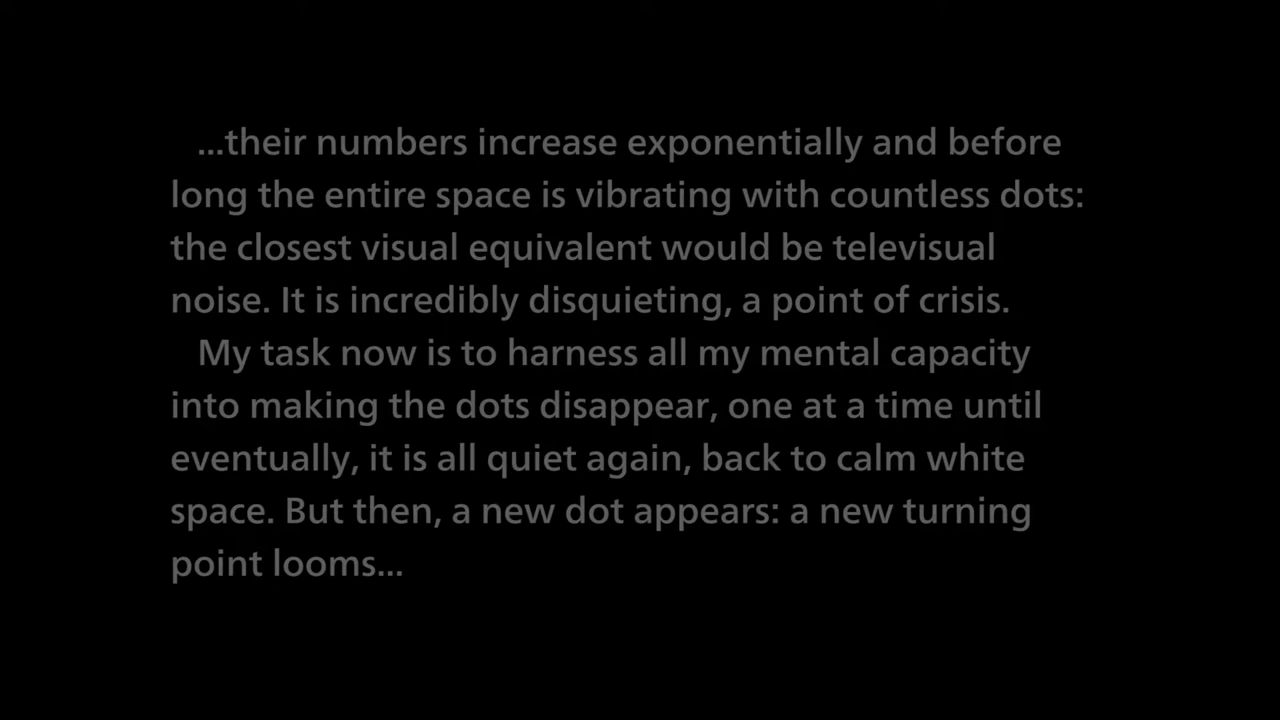 ...their numbers increase exponentially and before
long the entire space is vibrating with countless dots:
the closest visual equivalent would be televisual
noise. It is incredibly disquieting, a point of crisis.
My task now is to harness all my mental capacity
into making the dots disappear, one at a time until
eventually, it is all quiet again, back to calm white
space. But then, a new dot appears: a new turning
point looms...